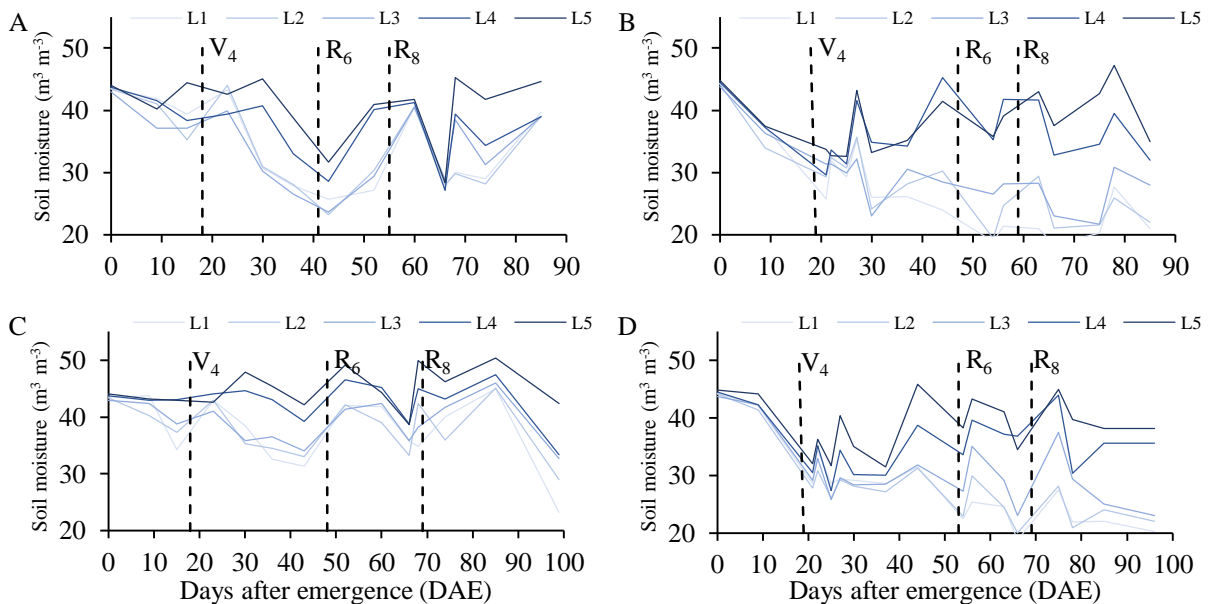 A
L1 L2 L3 L4 L5
Soil moisture (m³ m⁻³)
50
40
30
20
V₄ R₆ R₈
0 10 20 30 40 50 60 70 80 90
B
L1 L2 L3 L4 L5
Soil moisture (m³ m⁻³)
50
40
30
20
V₄ R₆ R₈
0 10 20 30 40 50 60 70 80 90
C
L1 L2 L3 L4 L5
Soil moisture (m³ m⁻³)
50
40
30
20
V₄ R₆ R₈
0 10 20 30 40 50 60 70 80 90 100
Days after emergence (DAE)
D
L1 L2 L3 L4 L5
Soil moisture (m³ m⁻³)
50
40
30
20
V₄ R₆ R₈
0 10 20 30 40 50 60 70 80 90 100
Days after emergence (DAE)